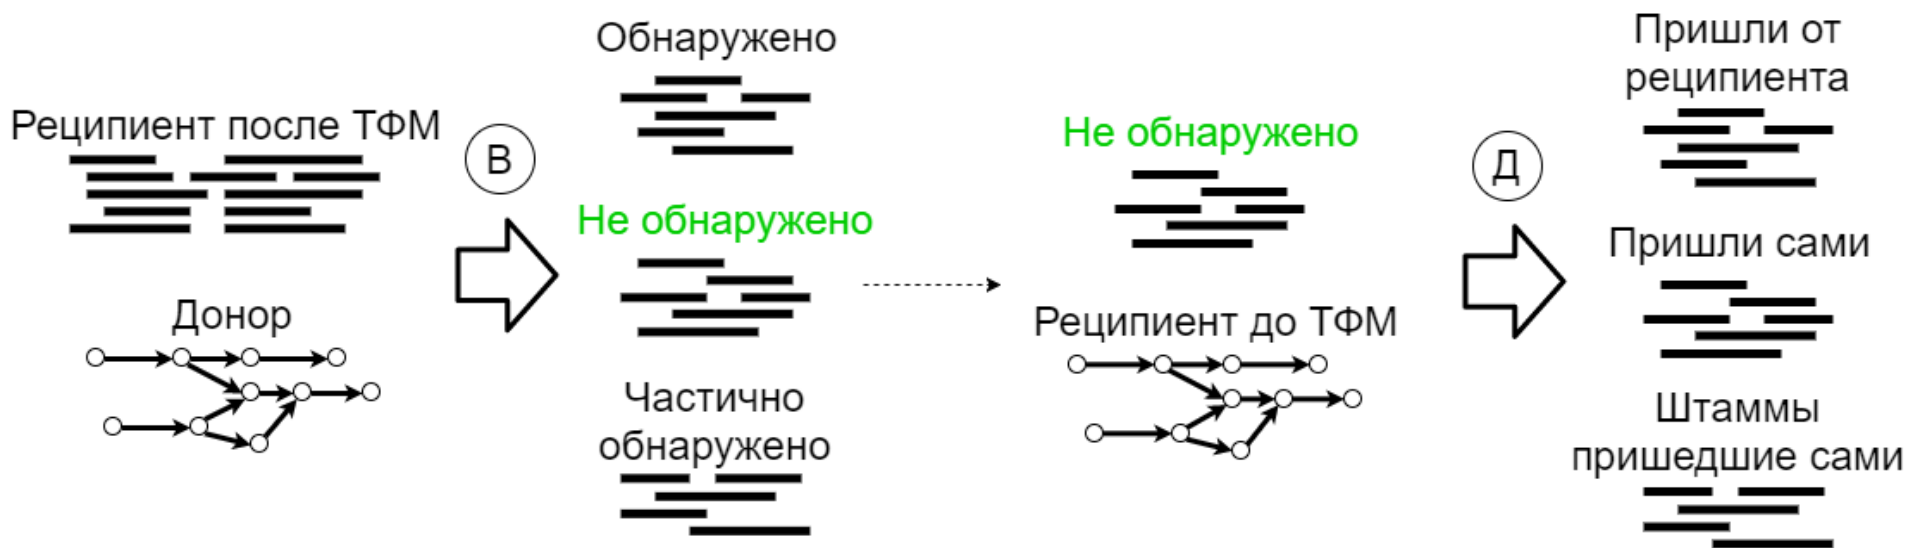 Реципиент после ТФМ
Донор
В
Обнаружено
Не обнаружено
Частично
обнаружено
Не обнаружено
Реципиент до ТФМ
Д
Пришли от
реципиента
Пришли сами
Штаммы
пришедшие сами